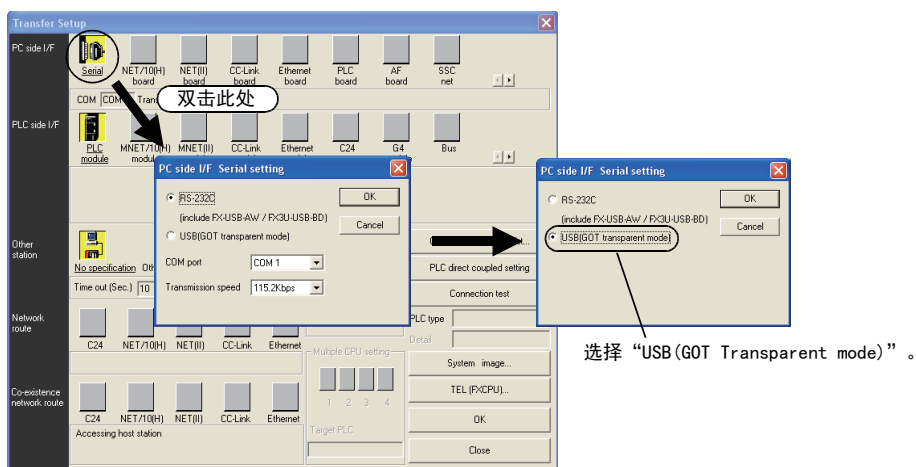 Transfer Setup
PC side I/F
Serial
NET/10(H)
board
NET(II)
board
CC-Link
board
Ethernet
board
PLC
board
AF
board
SSC
net
COM
双击此处
PLC side I/F
PLC
module
MNET/10(H)
MNET(II)
CC-Link
Ethernet
C24
G4
Bus
PC side I/F Serial setting
RS-232C
(include FX-USB-AW / FX3U-USB-BD)
USB(GOT transparent mode)
COM port
COM 1
Transmission speed
115.2Kbps
OK
Cancel
PC side I/F Serial setting
RS-232C
(include FX-USB-AW / FX3U-USB-BD)
USB(GOT transparent mode)
OK
Cancel
选择“USB(GOT Transparent mode)”。
Other
station
No specification
Time out (Sec.)
10
PLC direct coupled setting
Connection test
PLC type
Detail
System image...
TEL (FXCPU)...
OK
Close
Network
route
C24
NET/10(H)
NET(II)
CC-Link
Ethernet
Multiple CPU setting
1 2 3 4
Target PLC
Co-existence
network route
C24
NET/10(H)
NET(II)
CC-Link
Ethernet
Accessing host station